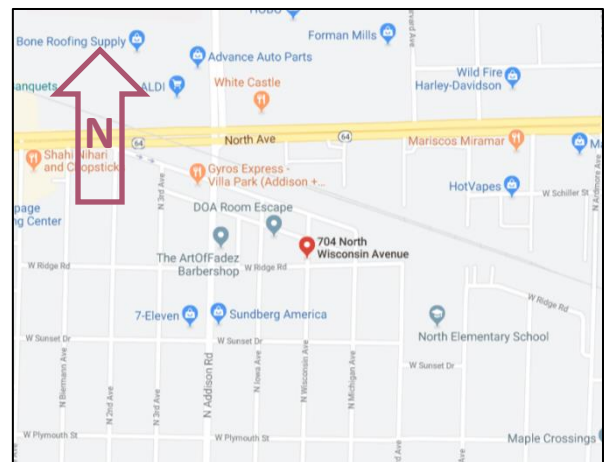 HOBO
Bone Roofing Supply
Forman Mills
Advance Auto Parts
Wild Fire
Harley-Davidson
anquets
ALDI
White Castle
N
64
North Ave
64
Mariscos Miramar
Shahi Nihari
and Chopstick
Gyros Express -
Villa Park (Addison +...
HotVapes
W Schiller St
N Ardmore Ave
N 3rd Ave
page
ng Center
DOA Room Escape
704 North
Wisconsin Avenue
The ArtOfFadez
Barbershop
W Ridge Rd
W Ridge Rd
W Ridge Rd
7-Eleven
Sundberg America
North Elementary School
W Sunset Dr
W Sunset Dr
W Sunset Dr
N Biermann Ave
N 2nd Ave
N 3rd Ave
N Addison Rd
N Iowa Ave
N Wisconsin Ave
N Michigan Ave
W Plymouth St
W Plymouth St
Maple Crossings